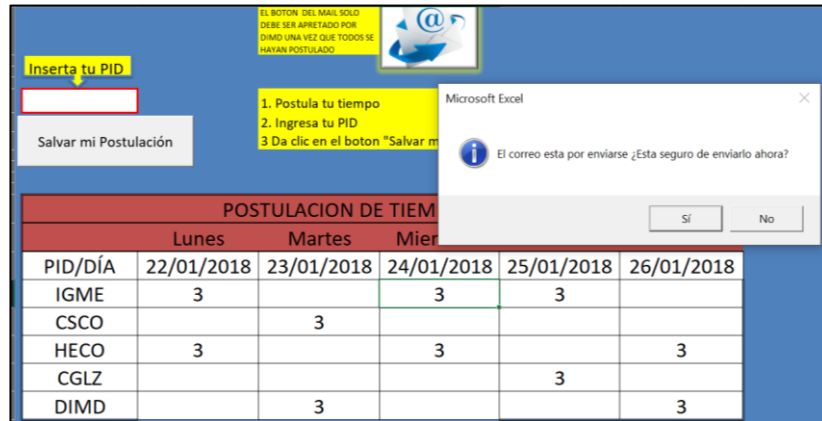 EL BOTON DEL MAIL SOLO
DEBE SER APRETADO POR
DIMD UNA VEZ QUE TODOS SE
HAYAN POSTULADO
@
Inserta tu PID
Salvar mi Postulación
1. Postula tu tiempo
2. Ingresa tu PID
3 Da clic en el boton "Salvar m
Microsoft Excel
El correo esta por enviarse ¿Esta seguro de enviarlo ahora?
Sí No
POSTULACION DE TIEM
Lunes Martes Mier
PID/DÍA 22/01/2018 23/01/2018 24/01/2018 25/01/2018 26/01/2018
IGME 3 3 3
CSCO 3
HECO 3 3 3
CGLZ 3
DIMD 3 3